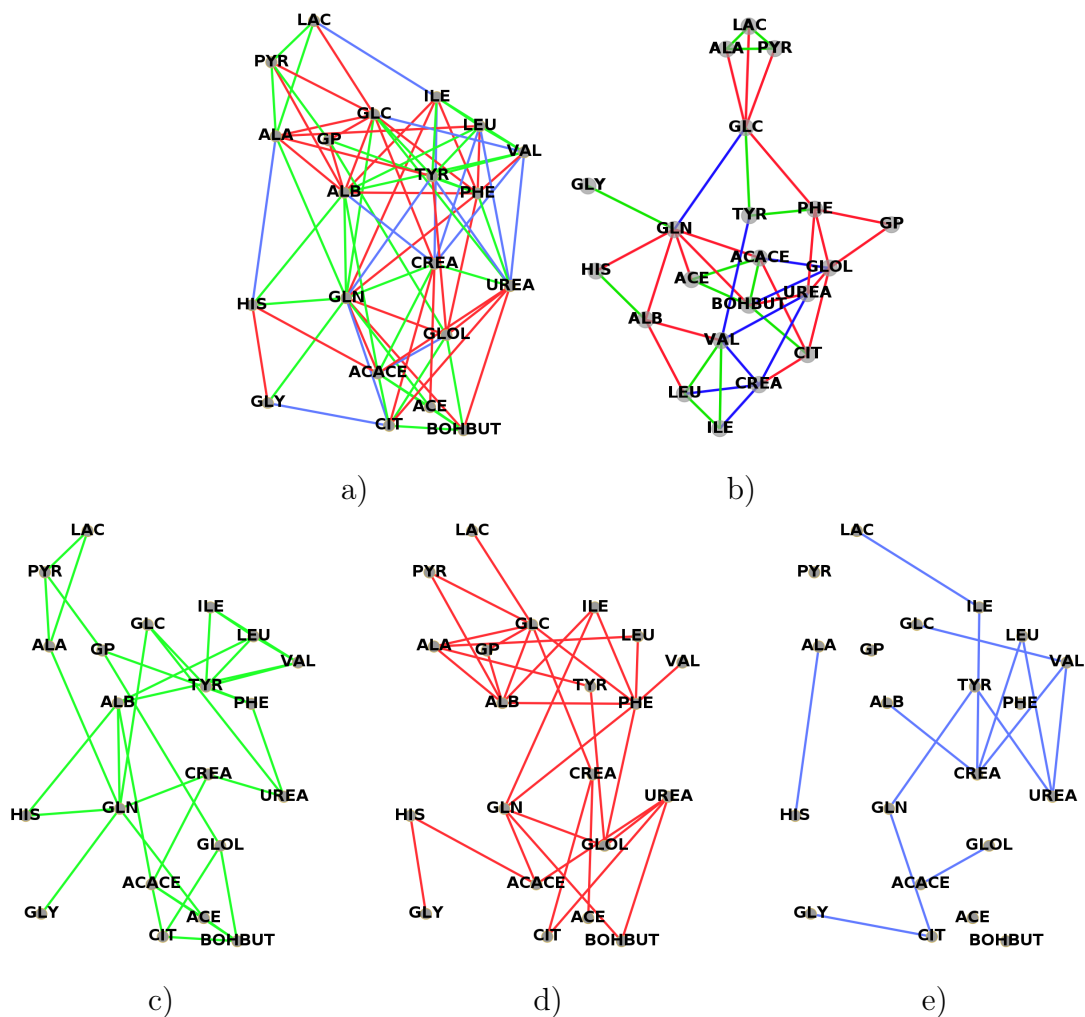 LAC
PYR
ILE
GLC
LEU
ALA
GP
VAL
TYR
ALB
PHE
CREA
UREA
HIS
GLN
GLOL
ACACE
GLY
ACE
CIT
BOHBUT
a)
LAC
ALA PYR
GLC
GLY
TYR
PHE
GP
GLN
ACACE
GLOL
HIS
ACE
UREA
BOHBUT
ALB
VAL
CIT
CREA
LEU
ILE
b)
LAC
PYR
ILE
GLC
LEU
ALA
GP
VAL
TYR
ALB
PHE
CREA
UREA
HIS
GLN
GLOL
ACACE
GLY
ACE
CIT
BOHBUT
c)
LAC
PYR
ILE
GLC
LEU
ALA
GP
VAL
TYR
ALB
PHE
CREA
UREA
HIS
GLN
GLOL
ACACE
GLY
ACE
CIT
BOHBUT
d)
LAC
PYR
ILE
GLC
LEU
ALA
GP
VAL
TYR
ALB
PHE
CREA
UREA
HIS
GLN
GLOL
ACACE
GLY
ACE
CIT
BOHBUT
e)